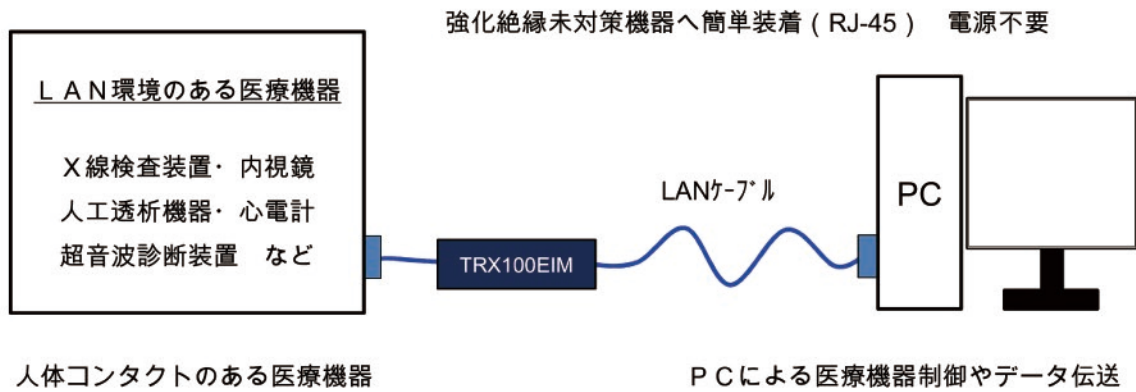 強化絶縁未対策機器へ簡単装着(RJ-45) 電源不要
LAN環境のある医療機器
X線検査装置・内視鏡
人工透析機器・心電計
超音波診断装置 など
LANｹｰﾌﾞﾙ
TRX100EIM
PC
人体コンタクトのある医療機器
PCによる医療機器制御やデータ伝送